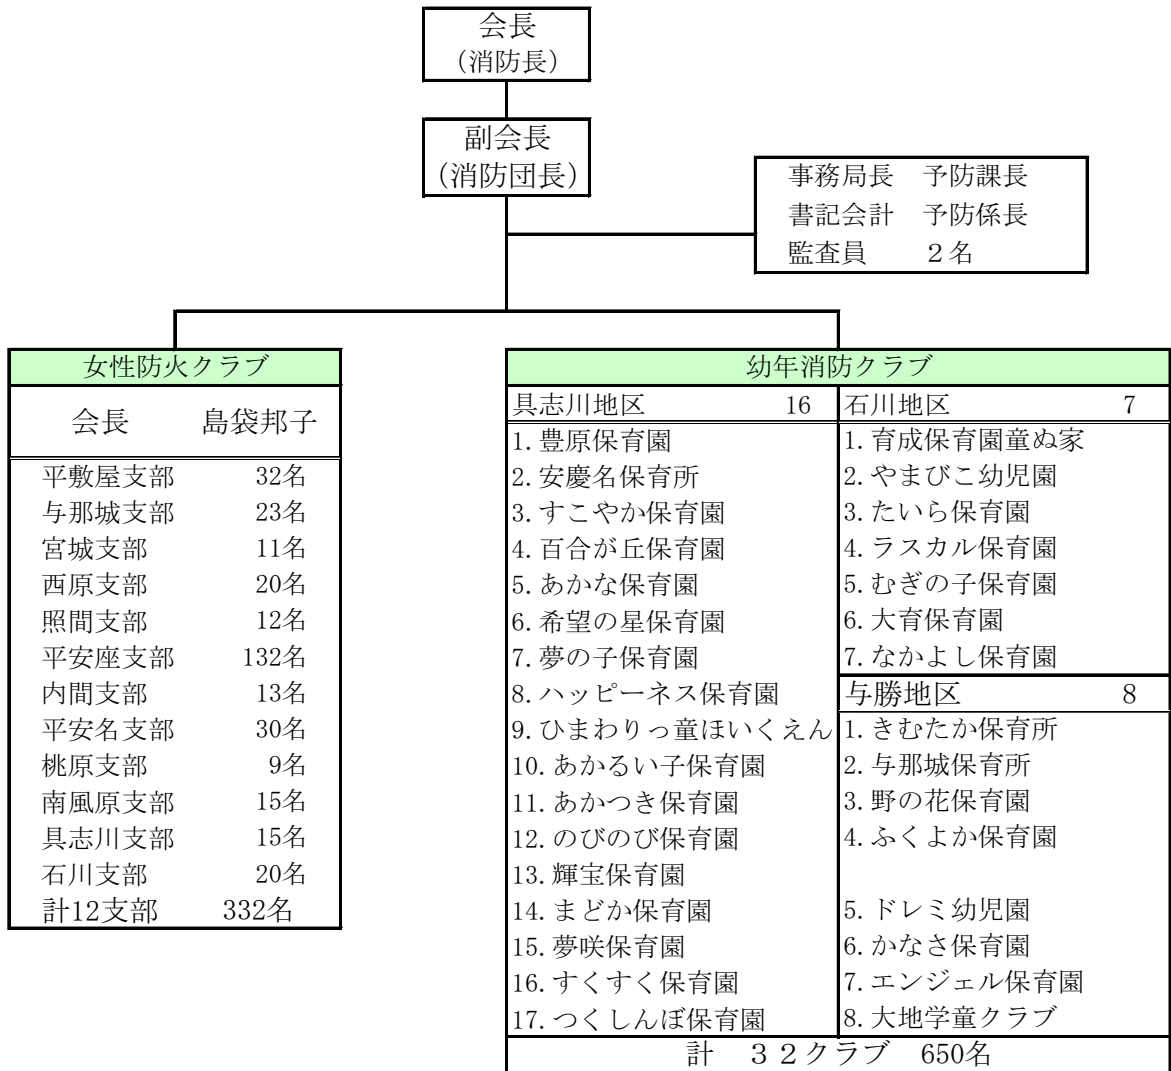 会長
（消防長）
副会長
（消防団長）
事務局長　予防課長
書記会計　予防係長
監査員　２名
女性防火クラブ
会長　島袋邦子
平敷屋支部　32名
与那城支部　23名
宮城支部　11名
西原支部　20名
照間支部　12名
平安座支部　132名
内間支部　13名
平安名支部　30名
桃原支部　9名
南風原支部　15名
具志川支部　15名
石川支部　20名
計12支部　332名
幼年消防クラブ
具志川地区　16
1.豊原保育園
2.安慶名保育所
3.すこやか保育園
4.百合が丘保育園
5.あかな保育園
6.希望の星保育園
7.夢の子保育園
8.ハッピーネス保育園
9.ひまわりっ童ほいくえん
10.あかるい子保育園
11.あかつき保育園
12.のびのび保育園
13.輝宝保育園
14.まどか保育園
15.夢咲保育園
16.すくすく保育園
17.つくしんぼ保育園
石川地区　7
1.育成保育園童ぬ家
2.やまびこ幼児園
3.たいら保育園
4.ラスカル保育園
5.むぎの子保育園
6.大育保育園
7.なかよし保育園
与勝地区　8
1.きむたか保育所
2.与那城保育所
3.野の花保育園
4.ふくよか保育園
5.ドレミ幼児園
6.かなさ保育園
7.エンジェル保育園
8.大地学童クラブ
計　３２クラブ　650名